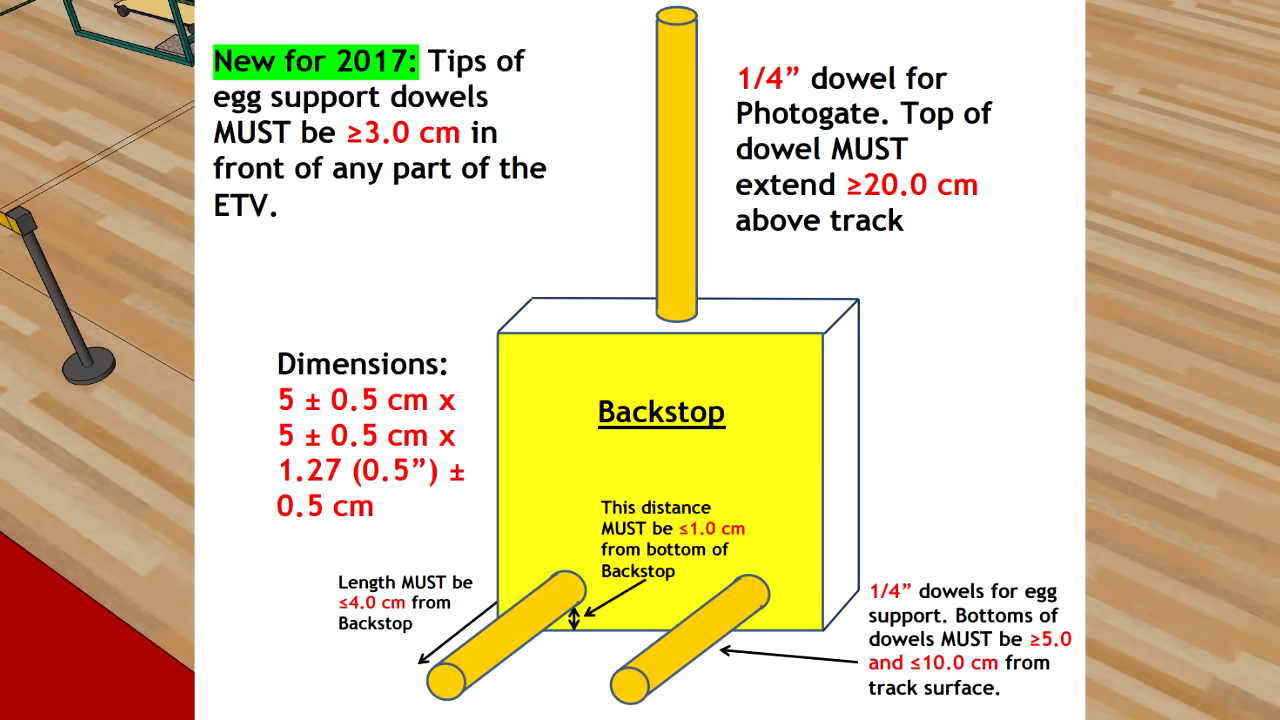 New for 2017: Tips of
egg support dowels
MUST be ≥3.0 cm in
front of any part of the
ETV.
1/4” dowel for
Photogate. Top of
dowel MUST
extend ≥20.0 cm
above track
Dimensions:
5 ± 0.5 cm x
5 ± 0.5 cm x
1.27 (0.5”) ±
0.5 cm
Backstop
This distance
MUST be ≤1.0 cm
from bottom of
Backstop
Length MUST be
≤4.0 cm from
Backstop
1/4” dowels for egg
support. Bottoms of
dowels MUST be ≥5.0
and ≤10.0 cm from
track surface.